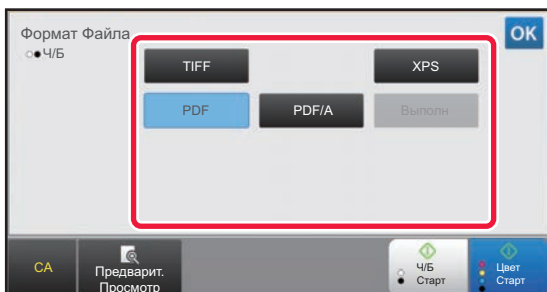 Формат Файла
Ч/Б
OK
TIFF
XPS
PDF
PDF/A
Выполн
CA
Предварит.
Просмотр
Ч/Б
Старт
Цвет
Старт